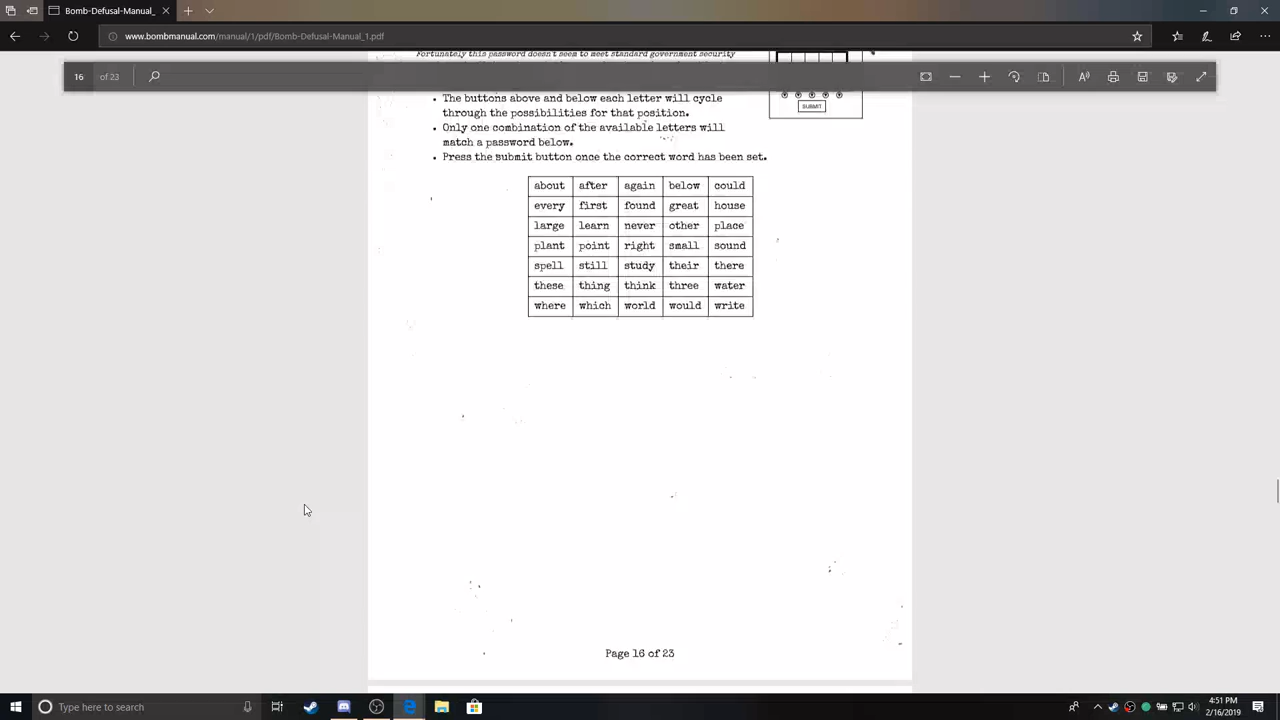 Bomb-Defusal-Manual_
www.bombmanual.com/manual/1/pdf/Bomb-Defusal-Manual_1.pdf
Fortunately this password doesn't seem to meet standard government security
16 of 23
• The buttons above and below each letter will cycle
through the possibilities for that position.
• Only one combination of the available letters will
match a password below.
• Press the submit button once the correct word has been set.
SUBMIT
about after again below could
every first found great house
large learn never other place
plant point right small sound
spell still study their there
these thing think three water
where which world would write
Page 16 of 23
Type here to search
4:51 PM
2/16/2019